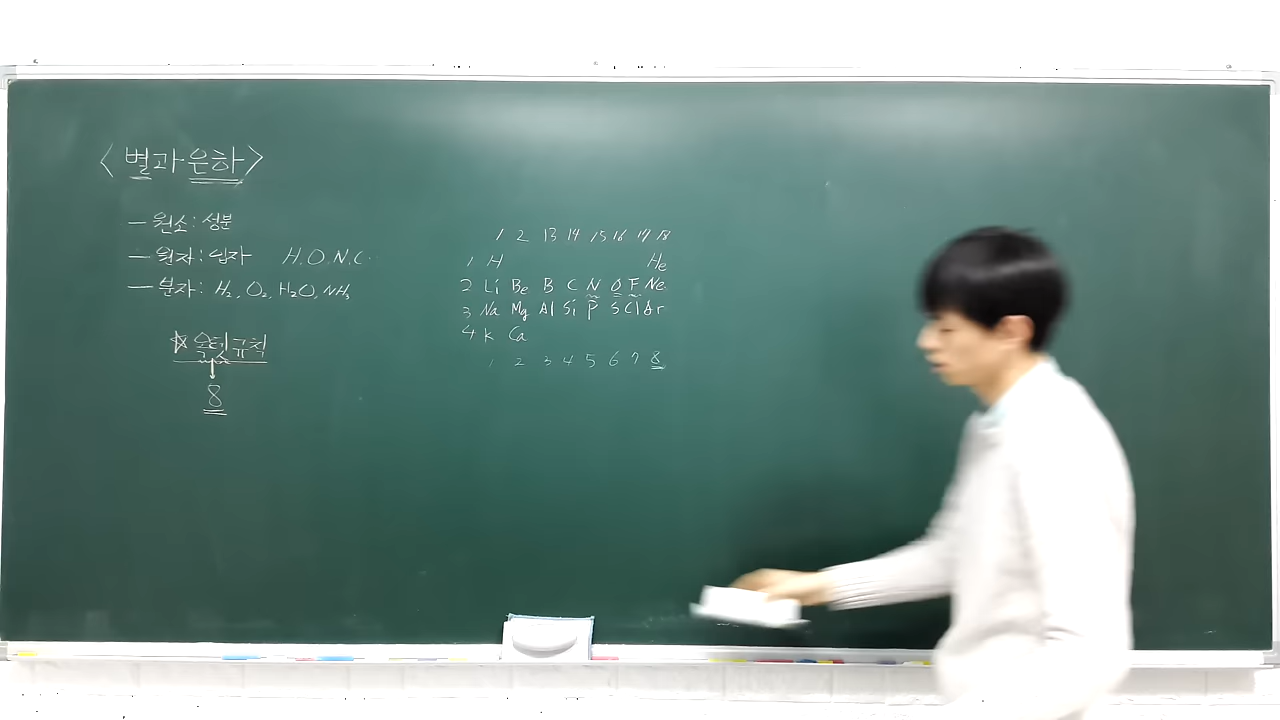 <별과 은하>
- 원소: 성분
- 원자: 입자 H, O, N, C...
- 분자: H₂, O₂, H₂O, NH₃
☆ 옥텟 규칙
8
1 2 13 14 15 16 17 18
1 H He
2 Li Be B C N O F Ne
3 Na Mg Al Si P S Cl Ar
4 K Ca
1 2 3 4 5 6 7 8